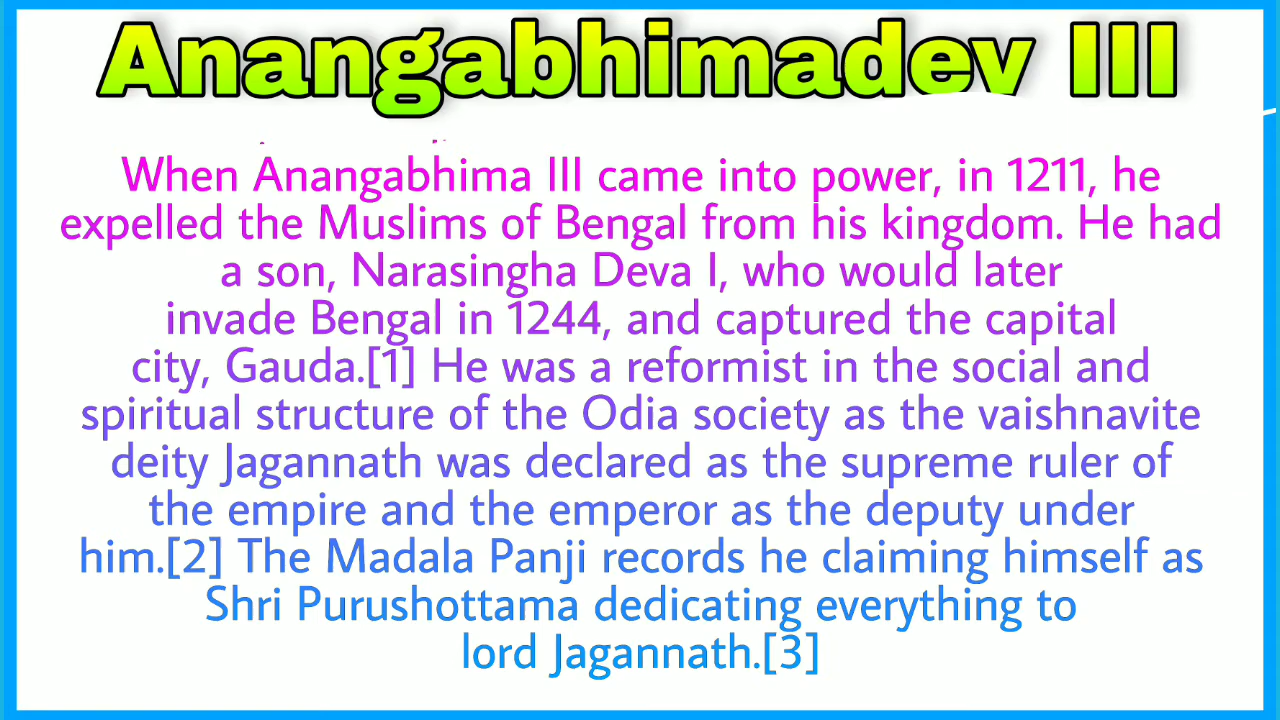 Anangabhimadev III
When Anangabhima III came into power, in 1211, he
expelled the Muslims of Bengal from his kingdom. He had
a son, Narasingha Deva I, who would later
invade Bengal in 1244, and captured the capital
city, Gauda.[1] He was a reformist in the social and
spiritual structure of the Odia society as the vaishnavite
deity Jagannath was declared as the supreme ruler of
the empire and the emperor as the deputy under
him.[2] The Madala Panji records he claiming himself as
Shri Purushottama dedicating everything to
lord Jagannath.[3]